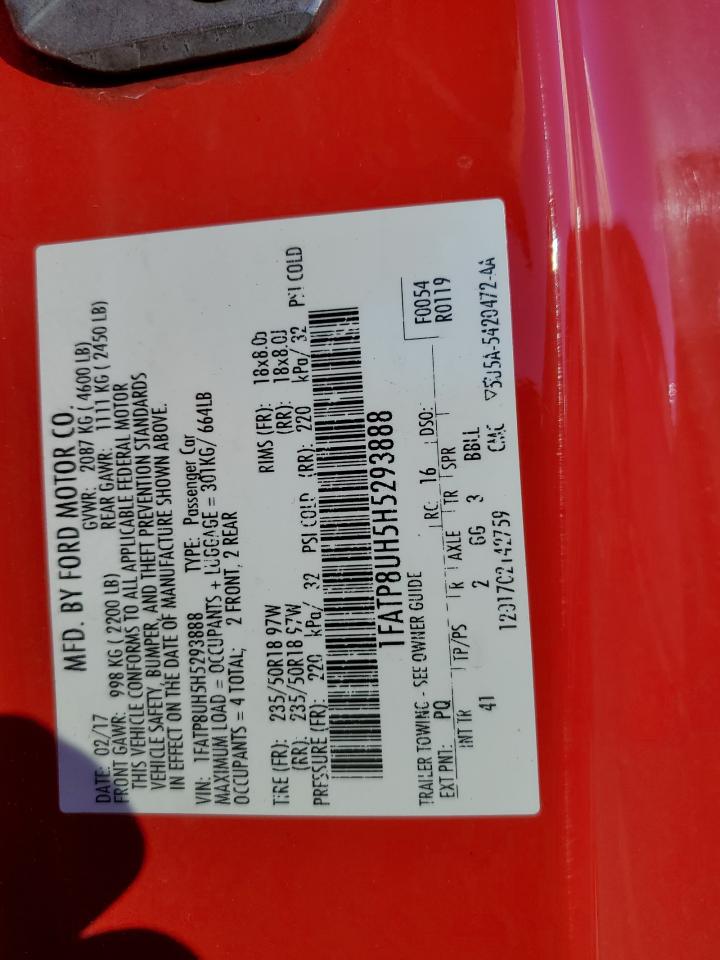 MFD. BY FORD MOTOR CO.
DATE: 02/17 GVWR: 2087 KG ( 4600 LB)
FRONT GAWR: 998 KG ( 2200 LB) REAR GAWR: 1111 KG ( 2450 LB)
THIS VEHICLE CONFORMS TO ALL APPLICABLE FEDERAL MOTOR
VEHICLE SAFETY, BUMPER, AND THEFT PREVENTION STANDARDS
IN EFFECT ON THE DATE OF MANUFACTURE SHOWN ABOVE.
VIN: 1FATP8UH5H5293888 TYPE: Passenger Car
MAXIMUM LOAD = OCCUPANTS + LUGGAGE = 301KG/ 664LB
OCCUPANTS = 4 TOTAL; 2 FRONT, 2 REAR
TIRE (FR): 235/50R18 97W RIMS (FR): 18x8.0J
(RR): 235/50R18 97W (RR): 18x8.0J
PRESSURE (FR): 220 kPa/ 32 PSI COLD (RR): 220 kPa/ 32 PSI COLD
1FATP8UH5H5293888
F0054
R0119
TRAILER TOWING - SEE OWNER GUIDE
EXT PNT: PQ RC: 16 DSO:
INT TR TP/PS R AXLE TR SPR
41 2 GG 3 BBLL
CMC